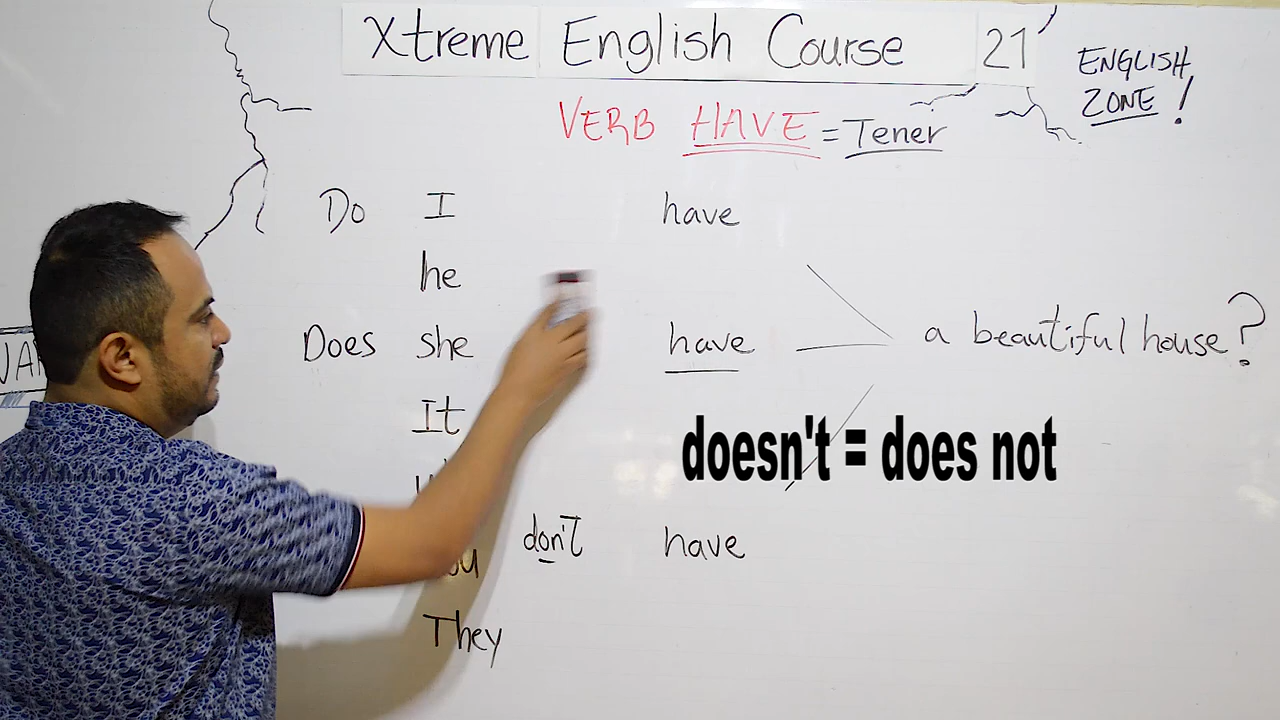 Xtreme English Course 21
ENGLISH
ZONE!
VERB HAVE = Tener
Do I have
he
Does she have a beautiful house?
It
doesn't = does not
don't have
They